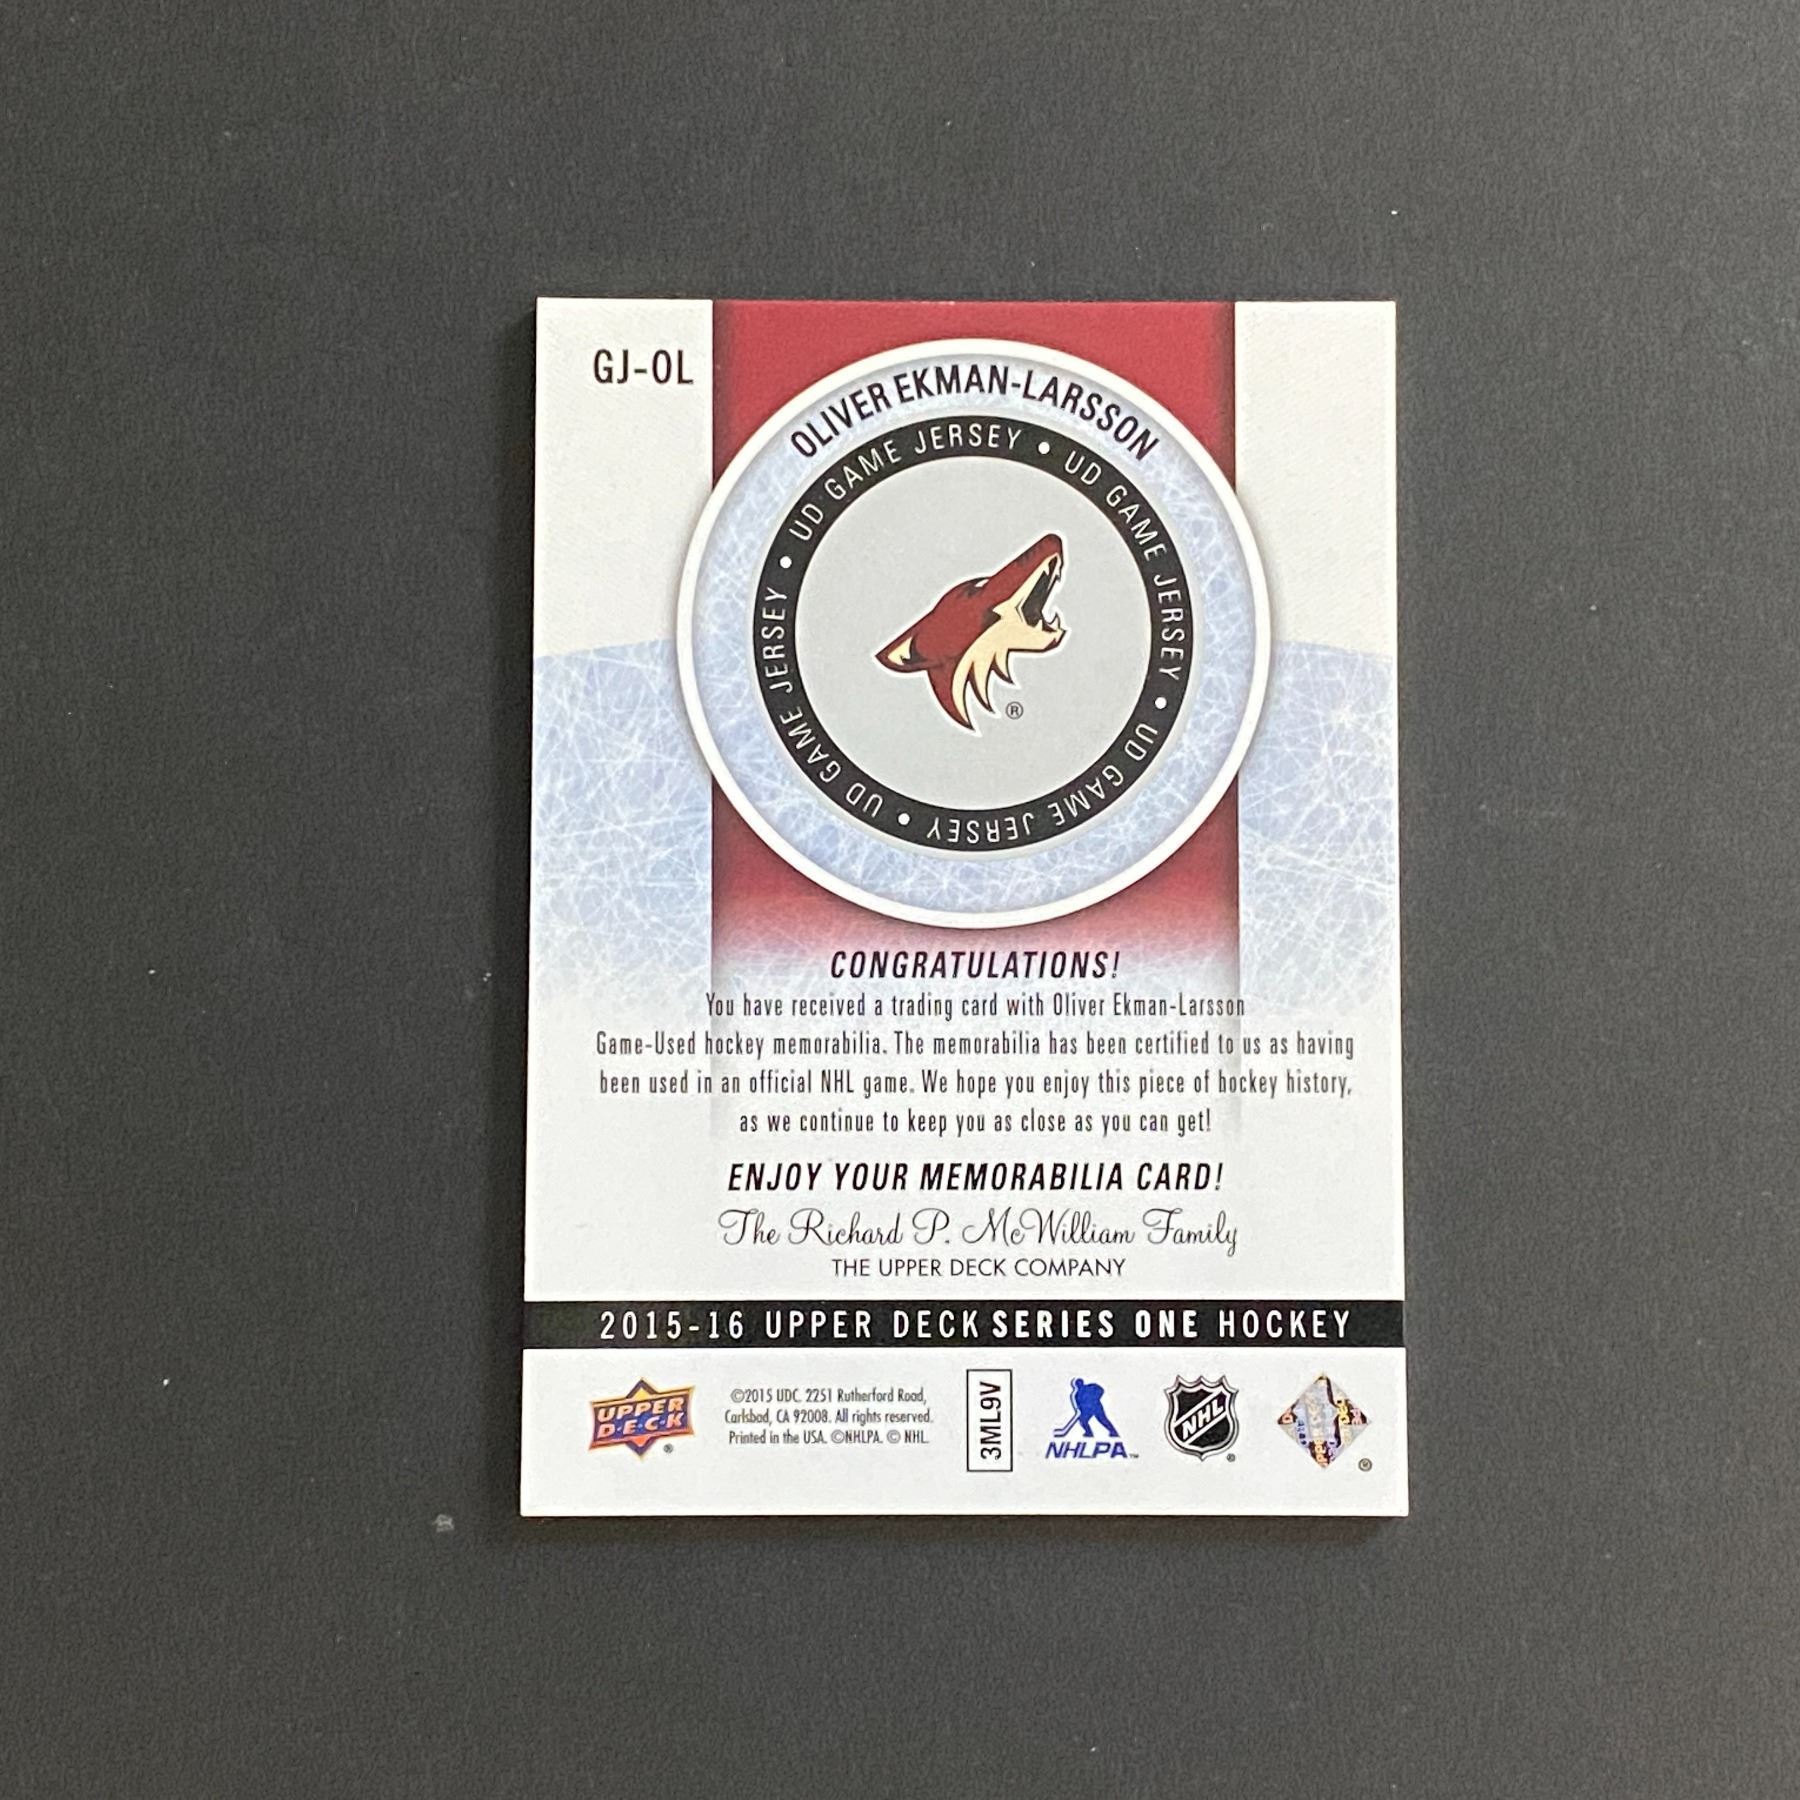 GJ-OL
OLIVER EKMAN-LARSSON
UD GAME JERSEY • UD GAME JERSEY • UD GAME JERSEY • UD GAME JERSEY •
®
CONGRATULATIONS!
You have received a trading card with Oliver Ekman-Larsson
Game-Used hockey memorabilia. The memorabilia has been certified to us as having
been used in an official NHL game. We hope you enjoy this piece of hockey history,
as we continue to keep you as close as you can get!
ENJOY YOUR MEMORABILIA CARD!
The Richard P. McWilliam Family
THE UPPER DECK COMPANY
2015-16 UPPER DECK SERIES ONE HOCKEY
UPPER
D·E·C·K
®
©2015 UDC. 2251 Rutherford Road,
Carlsbad, CA 92008. All rights reserved.
Printed in the USA. ©NHLPA. © NHL.
3ML9V
NHLPA™
NHL
®
®